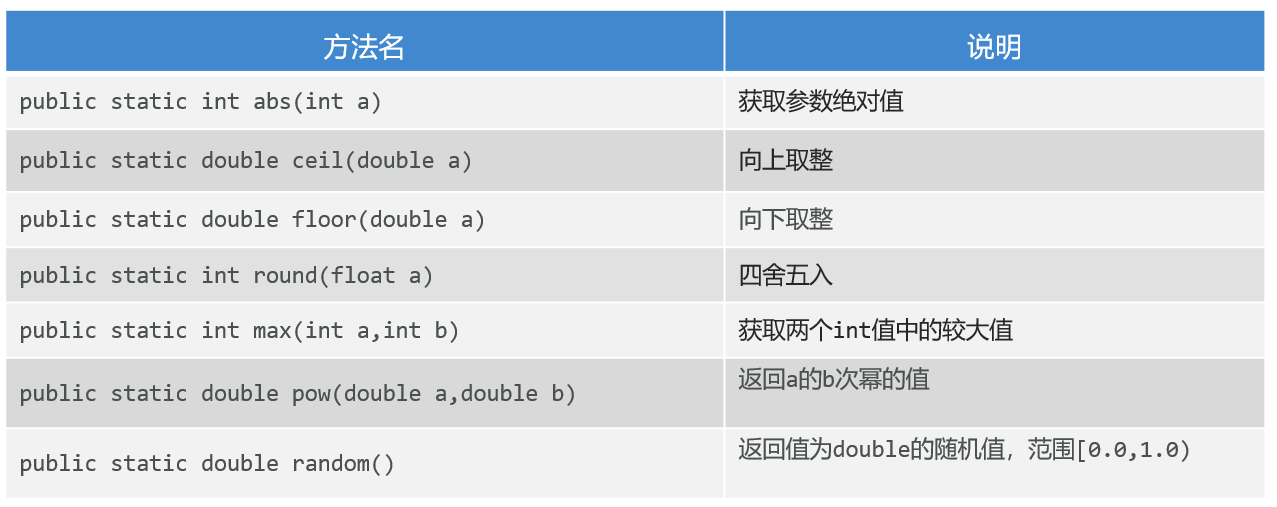 方法名 说明
public static int abs(int a) 获取参数绝对值
public static double ceil(double a) 向上取整
public static double floor(double a) 向下取整
public static int round(float a) 四舍五入
public static int max(int a,int b) 获取两个int值中的较大值
public static double pow(double a,double b) 返回a的b次幂的值
public static double random() 返回值为double的随机值，范围[0.0,1.0)